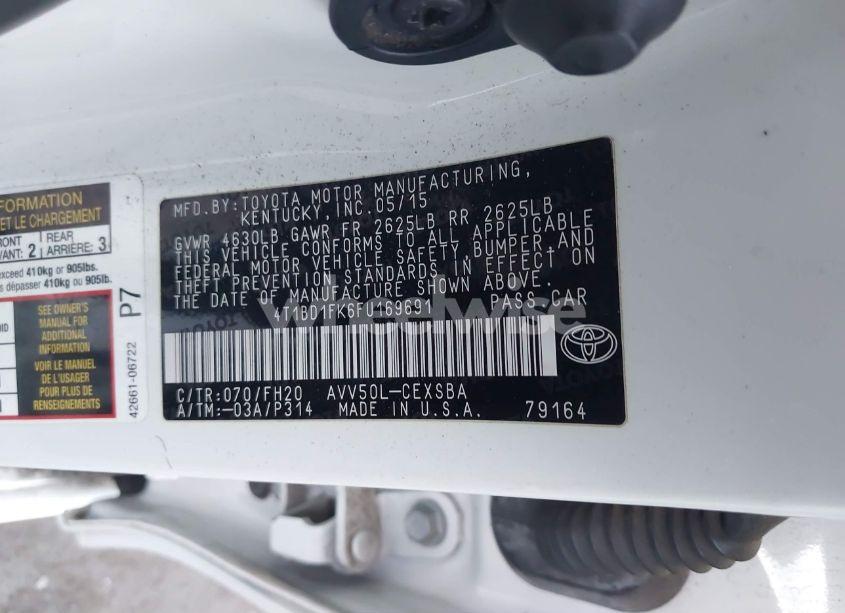 FORMATION
ET LE CHARGEMENT
FRONT 2 REAR 3
ARRIÈRE:
exceed 410kg or 905lbs.
dépasser 410kg ou 905lb.
SEE OWNER'S
MANUAL FOR
ADDITIONAL
INFORMATION
VOIR LE MANUEL
DE L'USAGER
POUR PLUS DE
RENSEIGNEMENTS
P7
42661-06722
MFD.BY:TOYOTA MOTOR MANUFACTURING,
KENTUCKY,INC.05/15
GVWR 4630LB GAWR FR 2625LB RR 2625LB
THIS VEHICLE CONFORMS TO ALL APPLICABLE
FEDERAL MOTOR VEHICLE SAFETY,BUMPER,AND
THEFT PREVENTION STANDARDS IN EFFECT ON
THE DATE OF MANUFACTURE SHOWN ABOVE.
4T1BD1FK6FU169691 PASS CAR
C/TR:070/FH20 AVV50L-CEXSBA
A/TM:-03A/P314 MADE IN U.S.A. 79164
Wheelwise